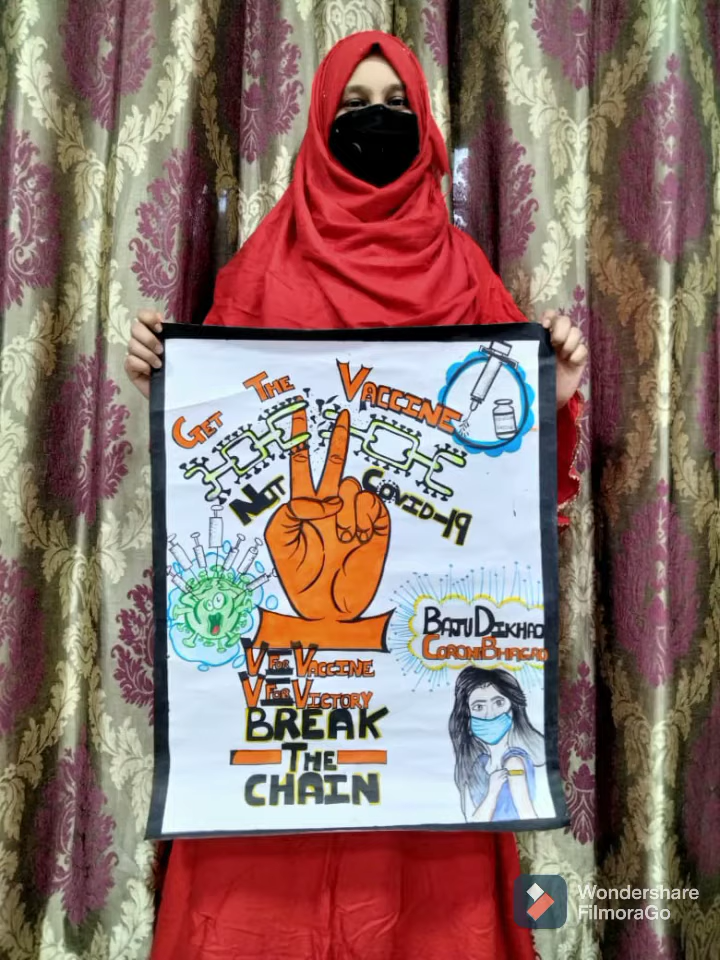 GET THE VACCINE
NOT COVID-19
BAJU DIKHAO
CORONA BHAGAO
V FOR VACCINE
V FOR VICTORY
BREAK
THE
CHAIN
Wondershare
FilmoraGo